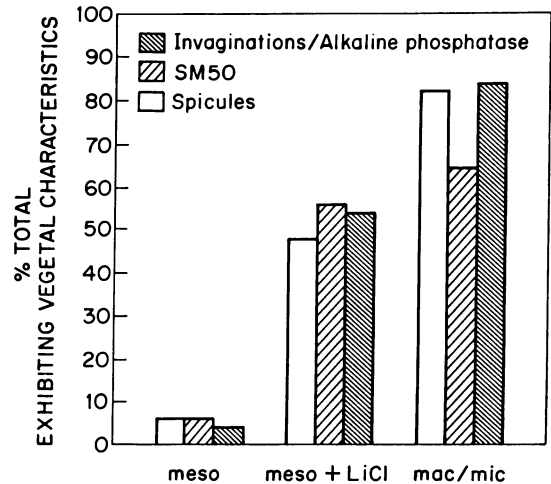 % TOTAL
EXHIBITING VEGETAL CHARACTERISTICS
100
90
80
70
60
50
40
30
20
10
0
Invaginations/Alkaline phosphatase
SM50
Spicules
meso
meso + LiCl
mac/mic